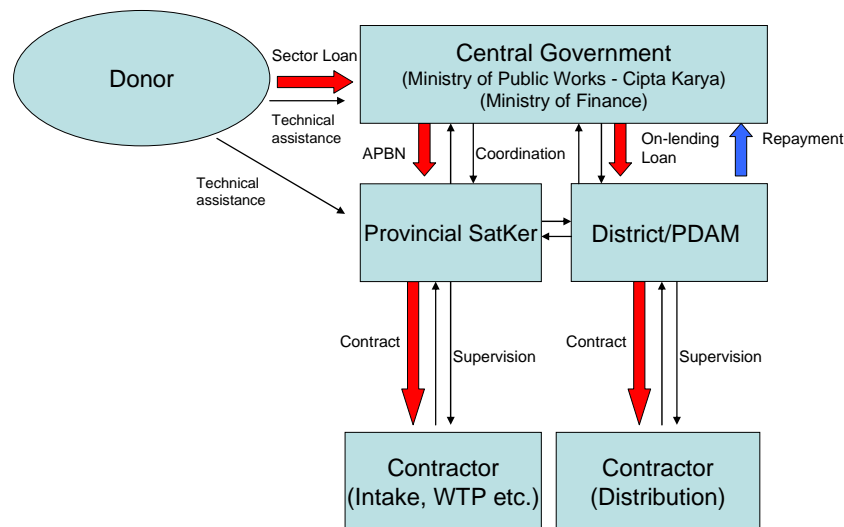 Donor
Sector Loan
Technical
assistance
Central Government
(Ministry of Public Works - Cipta Karya)
(Ministry of Finance)
Technical
assistance
APBN
Coordination
On-lending
Loan
Repayment
Provincial SatKer
District/PDAM
Contract
Supervision
Contract
Supervision
Contractor
(Intake, WTP etc.)
Contractor
(Distribution)